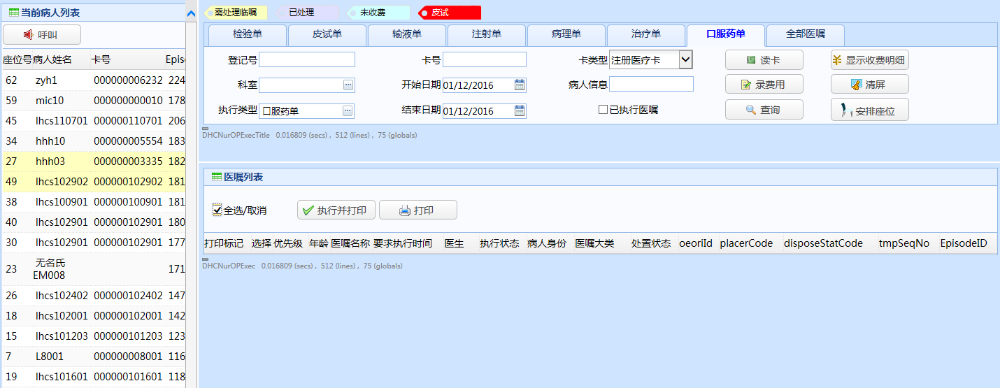 当前病人列表
呼叫
座位号 病人姓名 卡号 Epis
62 zyh1 000000006232 224
59 mic10 000000000010 178
45 lhcs110701 000000110701 206
34 hhh10 000000005554 183
27 hhh03 000000003335 182
49 lhcs102902 000000102902 181
38 lhcs100901 000000100901 181
40 lhcs102901 000000102901 180
30 lhcs102901 000000102901 177
23 无名氏EM008 171
26 lhcs102402 000000102402 147
18 lhcs102001 000000102001 142
15 lhcs101203 000000101203 123
7 L8001 000000008001 116
19 lhcs101601 000000101601 118
需处理临嘱 已处理 未收费 皮试
检验单 皮试单 输液单 注射单 病理单 治疗单 口服药单 全部医嘱
登记号 卡号 卡类型 注册医疗卡 读卡 显示收费明细
科室 开始日期 01/12/2016 病人信息 录费用 清屏
执行类型 口服药单 结束日期 01/12/2016 已执行医嘱 查询 安排座位
DHCNurOPExecTitle 0.016809 (secs) , 512 (lines) , 75 (globals)
医嘱列表
全选/取消 执行并打印 打印
打印标记 选择 优先级 年龄 医嘱名称 要求执行时间 医生 执行状态 病人身份 医嘱大类 处置状态 oeoriId placerCode disposeStatCode tmpSeqNo EpisodeID
DHCNurOPExec 0.016809 (secs) , 512 (lines) , 75 (globals)